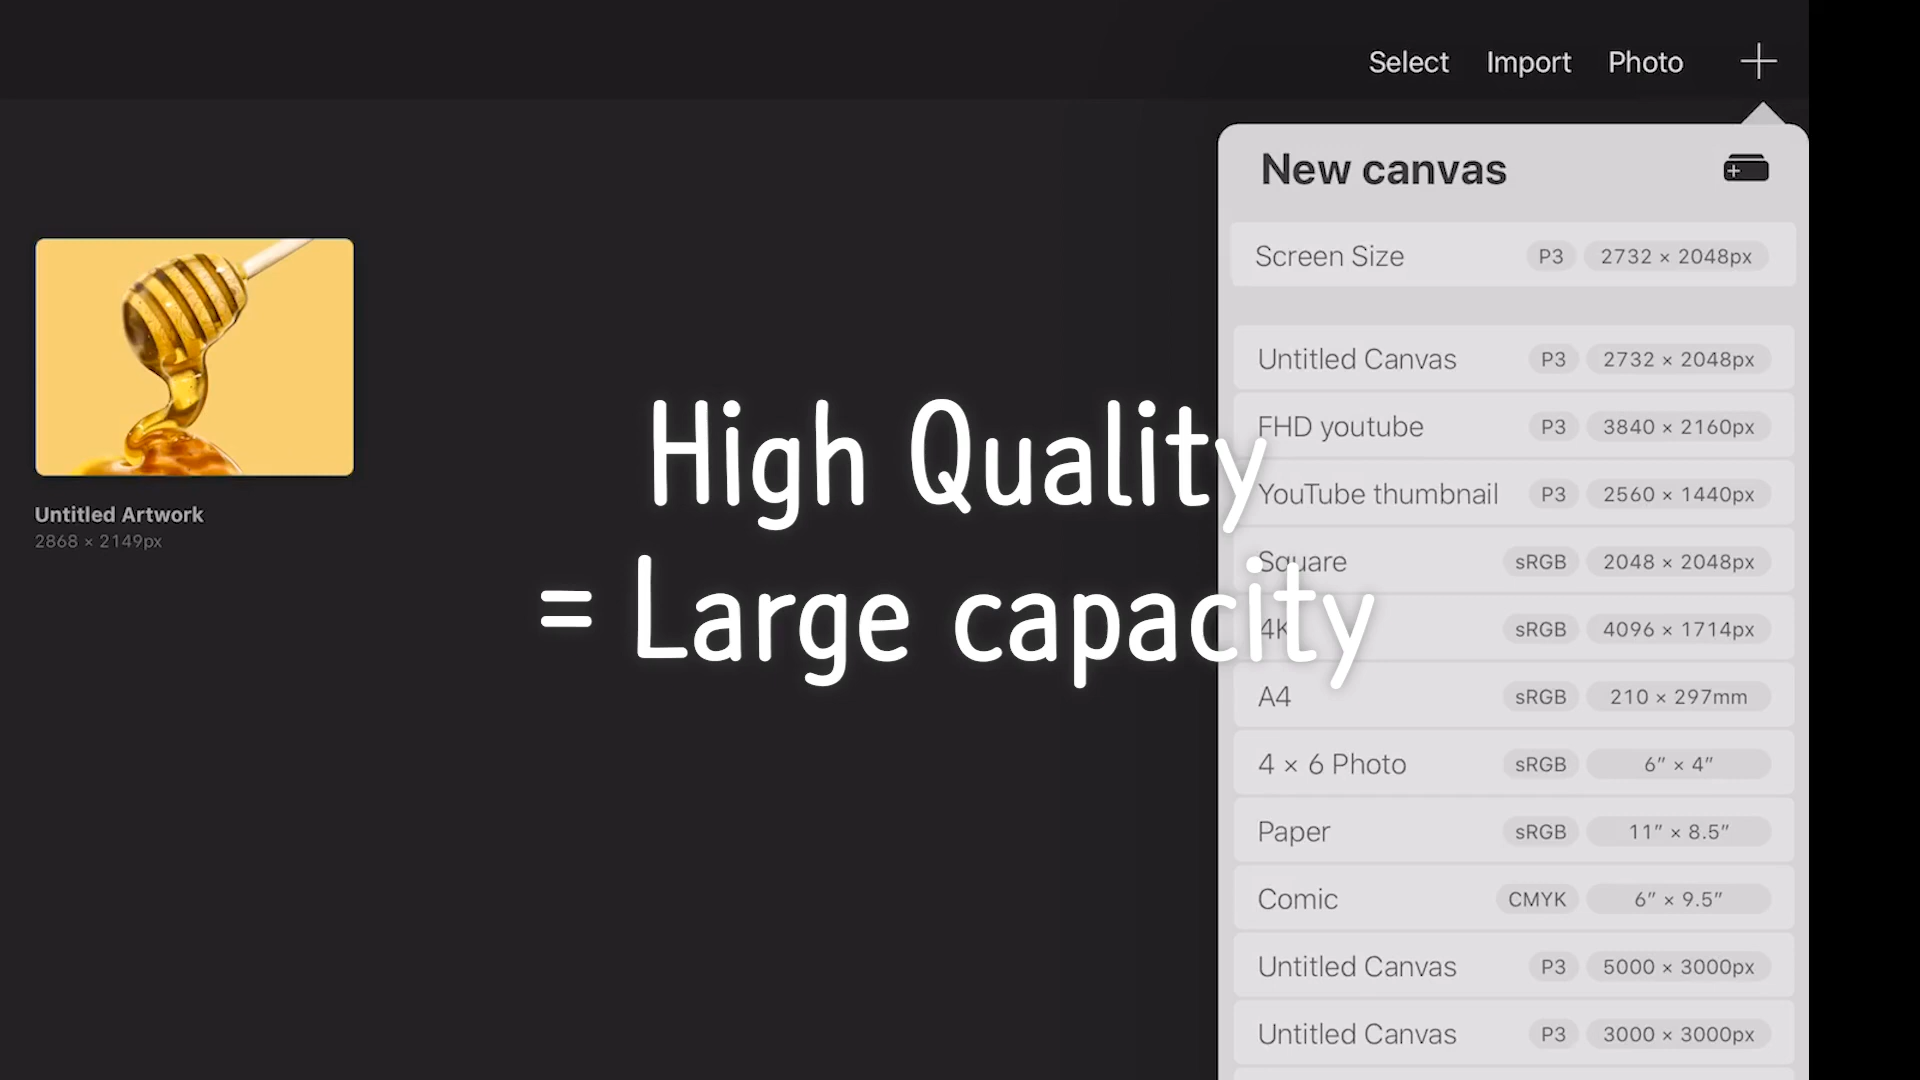 Select Import Photo
New canvas
Screen Size P3 2732 × 2048px
Untitled Canvas P3 2732 × 2048px
FHD youtube P3 3840 × 2160px
YouTube thumbnail P3 2560 × 1440px
Square sRGB 2048 × 2048px
4K sRGB 4096 × 1714px
A4 sRGB 210 × 297mm
4 × 6 Photo sRGB 6" × 4"
Paper sRGB 11" × 8.5"
Comic CMYK 6" × 9.5"
Untitled Canvas P3 5000 × 3000px
Untitled Canvas P3 3000 × 3000px
Untitled Artwork
2868 × 2149px
High Quality
= Large capacity